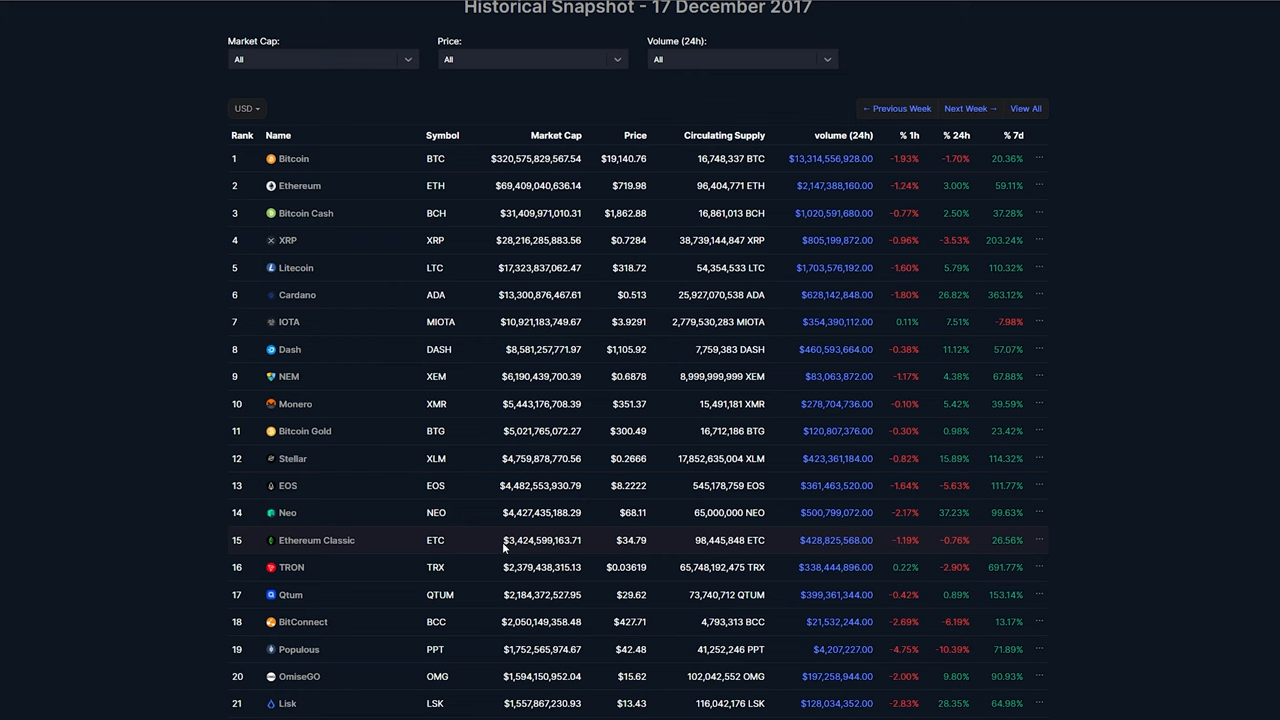 Historical Snapshot - 17 December 2017
Market Cap: Price: Volume (24h):
All All All
USD ← Previous Week Next Week → View All
Rank Name Symbol Market Cap Price Circulating Supply volume (24h) % 1h % 24h % 7d
1 Bitcoin BTC $320,575,829,567.54 $19,140.76 16,748,337 BTC $13,314,556,928.00 -1.93% -1.70% 20.36% ...
2 Ethereum ETH $69,409,040,636.14 $719.98 96,404,771 ETH $2,147,388,160.00 -1.24% 3.00% 59.11% ...
3 Bitcoin Cash BCH $31,409,971,010.31 $1,862.88 16,861,013 BCH $1,020,591,680.00 -0.77% 2.50% 37.28% ...
4 XRP XRP $28,216,285,883.56 $0.7284 38,739,144,847 XRP $805,199,872.00 -0.96% -3.53% 203.24% ...
5 Litecoin LTC $17,323,837,062.47 $318.72 54,354,533 LTC $1,703,576,192.00 -1.60% 5.79% 110.32% ...
6 Cardano ADA $13,300,876,467.61 $0.513 25,927,070,538 ADA $628,142,848.00 -1.80% 26.82% 363.12% ...
7 IOTA MIOTA $10,921,183,749.67 $3.9291 2,779,530,283 MIOTA $354,390,112.00 0.11% 7.51% -7.98% ...
8 Dash DASH $8,581,257,771.97 $1,105.92 7,759,383 DASH $460,593,664.00 -0.38% 11.12% 57.07% ...
9 NEM XEM $6,190,439,700.39 $0.6878 8,999,999,999 XEM $83,063,872.00 -1.17% 4.38% 67.88% ...
10 Monero XMR $5,443,176,708.39 $351.37 15,491,181 XMR $278,704,736.00 -0.10% 5.42% 39.59% ...
11 Bitcoin Gold BTG $5,021,765,072.27 $300.49 16,712,186 BTG $120,807,376.00 -0.30% 0.98% 23.42% ...
12 Stellar XLM $4,759,878,770.56 $0.2666 17,852,635,004 XLM $423,361,184.00 -0.82% 15.89% 114.32% ...
13 EOS EOS $4,482,553,930.79 $8.2222 545,178,759 EOS $361,463,520.00 -1.64% -5.63% 111.77% ...
14 Neo NEO $4,427,435,188.29 $68.11 65,000,000 NEO $500,799,072.00 -2.17% 37.23% 99.63% ...
15 Ethereum Classic ETC $3,424,599,163.71 $34.79 98,445,848 ETC $428,825,568.00 -1.19% -0.76% 26.56% ...
16 TRON TRX $2,379,438,315.13 $0.03619 65,748,192,475 TRX $338,444,896.00 0.22% -2.90% 691.77% ...
17 Qtum QTUM $2,184,372,527.95 $29.62 73,740,712 QTUM $399,361,344.00 -0.42% 0.89% 153.14% ...
18 BitConnect BCC $2,050,149,358.48 $427.71 4,793,313 BCC $21,532,244.00 -2.69% -6.19% 13.17% ...
19 Populous PPT $1,752,565,974.67 $42.48 41,252,246 PPT $4,207,227.00 -4.75% -10.39% 71.89% ...
20 OmiseGO OMG $1,594,150,952.04 $15.62 102,042,552 OMG $197,258,944.00 -2.00% 9.80% 90.93% ...
21 Lisk LSK $1,557,867,230.93 $13.43 116,042,176 LSK $128,034,352.00 -2.83% 28.35% 64.98% ...